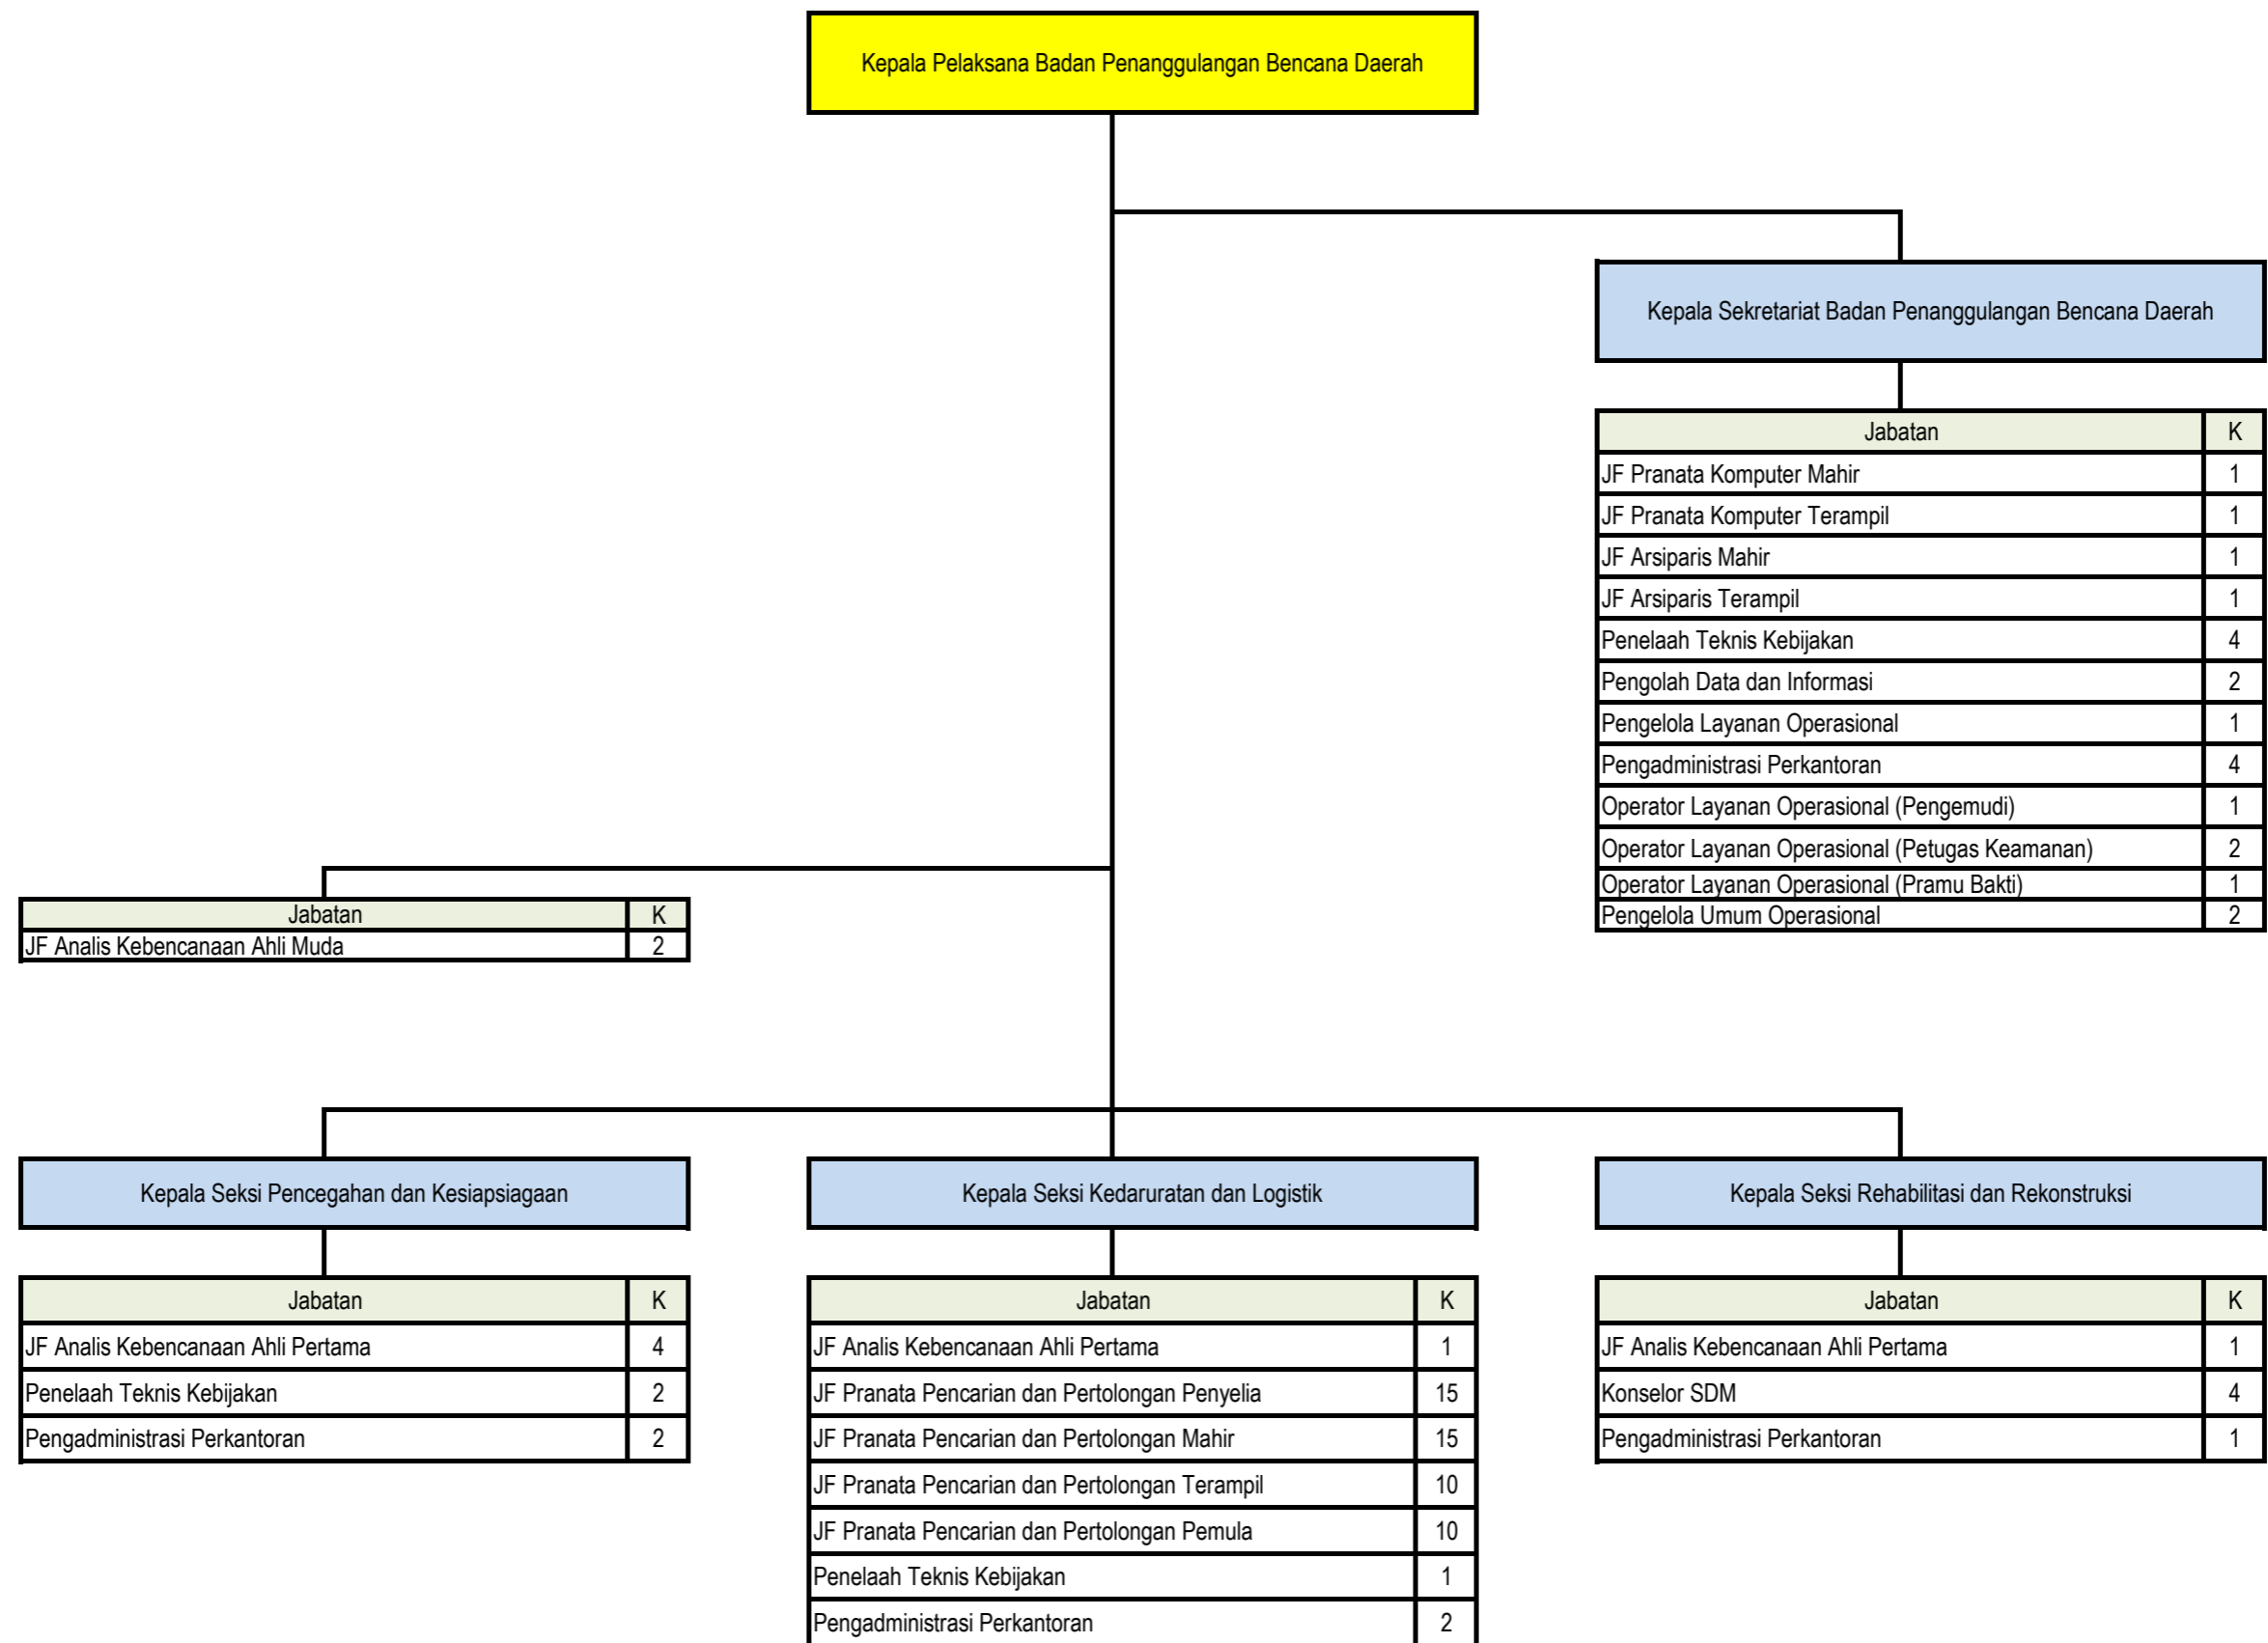 Kepala Pelaksana Badan Penanggulangan Bencana Daerah
Kepala Sekretariat Badan Penanggulangan Bencana Daerah
Jabatan K
JF Pranata Komputer Mahir 1
JF Pranata Komputer Terampil 1
JF Arsiparis Mahir 1
JF Arsiparis Terampil 1
Penelaah Teknis Kebijakan 4
Pengolah Data dan Informasi 2
Pengelola Layanan Operasional 1
Pengadministrasi Perkantoran 4
Operator Layanan Operasional (Pengemudi) 1
Operator Layanan Operasional (Petugas Keamanan) 2
Operator Layanan Operasional (Pramu Bakti) 1
Pengelola Umum Operasional 2
Jabatan K
JF Analis Kebencanaan Ahli Muda 2
Kepala Seksi Pencegahan dan Kesiapsiagaan
Jabatan K
JF Analis Kebencanaan Ahli Pertama 4
Penelaah Teknis Kebijakan 2
Pengadministrasi Perkantoran 2
Kepala Seksi Kedaruratan dan Logistik
Jabatan K
JF Analis Kebencanaan Ahli Pertama 1
JF Pranata Pencarian dan Pertolongan Penyelia 15
JF Pranata Pencarian dan Pertolongan Mahir 15
JF Pranata Pencarian dan Pertolongan Terampil 10
JF Pranata Pencarian dan Pertolongan Pemula 10
Penelaah Teknis Kebijakan 1
Pengadministrasi Perkantoran 2
Kepala Seksi Rehabilitasi dan Rekonstruksi
Jabatan K
JF Analis Kebencanaan Ahli Pertama 1
Konselor SDM 4
Pengadministrasi Perkantoran 1